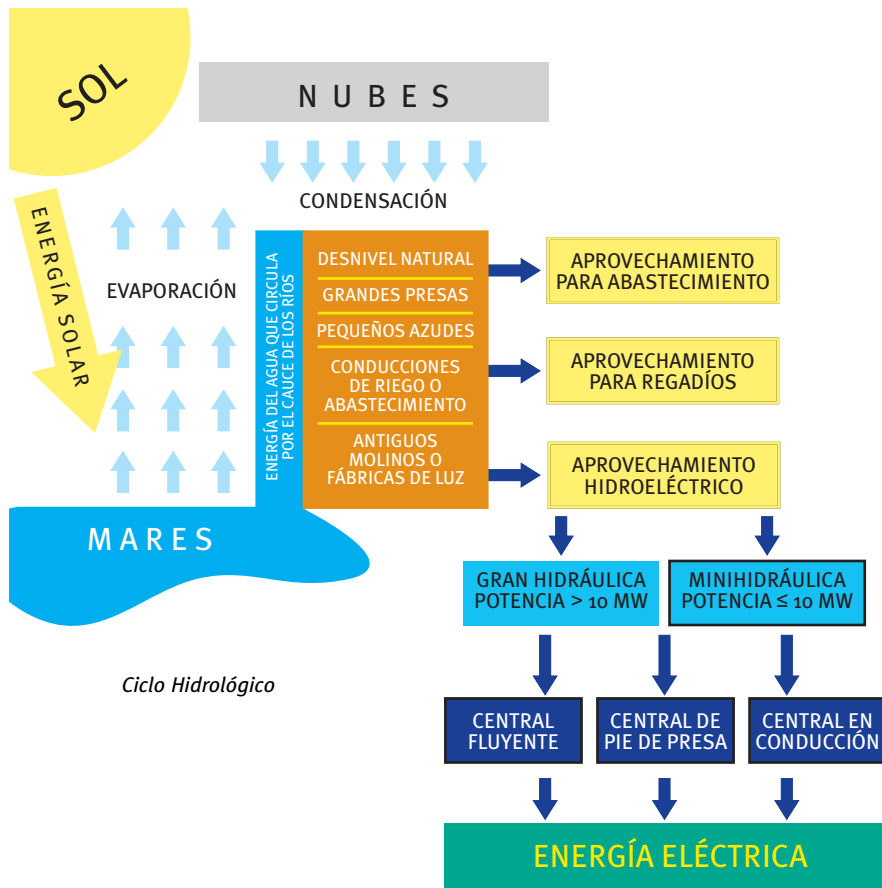 SOL
NUBES
CONDENSACIÓN
ENERGÍA SOLAR
EVAPORACIÓN
ENERGÍA DEL AGUA QUE CIRCULA
POR EL CAUCE DE LOS RÍOS
DESNIVEL NATURAL
GRANDES PRESAS
PEQUEÑOS AZUDES
CONDUCCIONES
DE RIEGO O
ABASTECIMIENTO
ANTIGUOS
MOLINOS O
FÁBRICAS DE LUZ
APROVECHAMIENTO
PARA ABASTECIMIENTO
APROVECHAMIENTO
PARA REGADÍOS
APROVECHAMIENTO
HIDROELÉCTRICO
MARES
GRAN HIDRÁULICA
POTENCIA > 10 MW
MINIHIDRÁULICA
POTENCIA ≤ 10 MW
Ciclo Hidrológico
CENTRAL
FLUYENTE
CENTRAL DE
PIE DE PRESA
CENTRAL EN
CONDUCCIÓN
ENERGÍA ELÉCTRICA